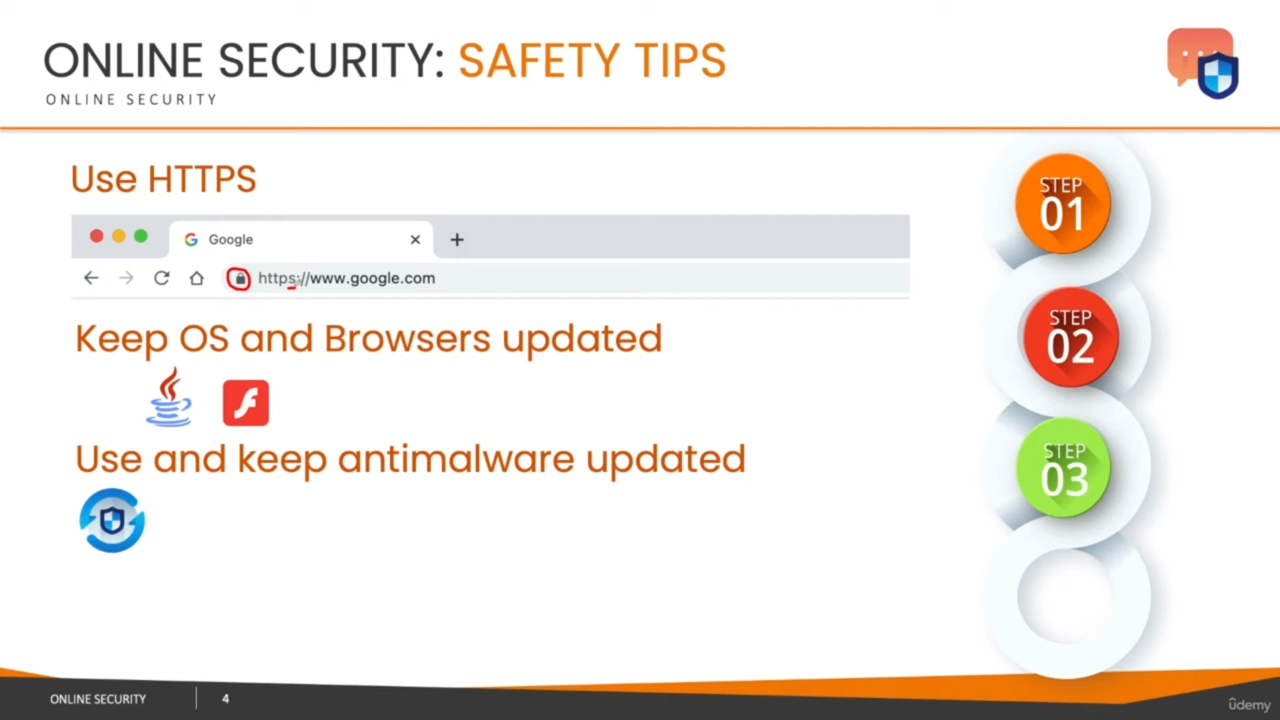 ONLINE SECURITY: SAFETY TIPS
ONLINE SECURITY
Use HTTPS
Google
https://www.google.com
Keep OS and Browsers updated
Use and keep antimalware updated
STEP
01
STEP
02
STEP
03
ONLINE SECURITY
4
ûdemy